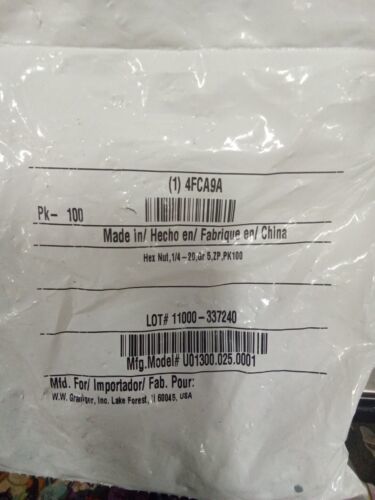 (1) 4FCA9A
Pk- 100
Made in/ Hecho en/ Fabrique en/ China
Hex Nut,1/4-20,Gr 5,ZP,PK100
LOT# 11000-337240
Mfg.Model# U01300.025.0001
Mfd. For/ Importador/ Fab. Pour:
W.W. Grainger, Inc. Lake Forest, Il 60045, USA